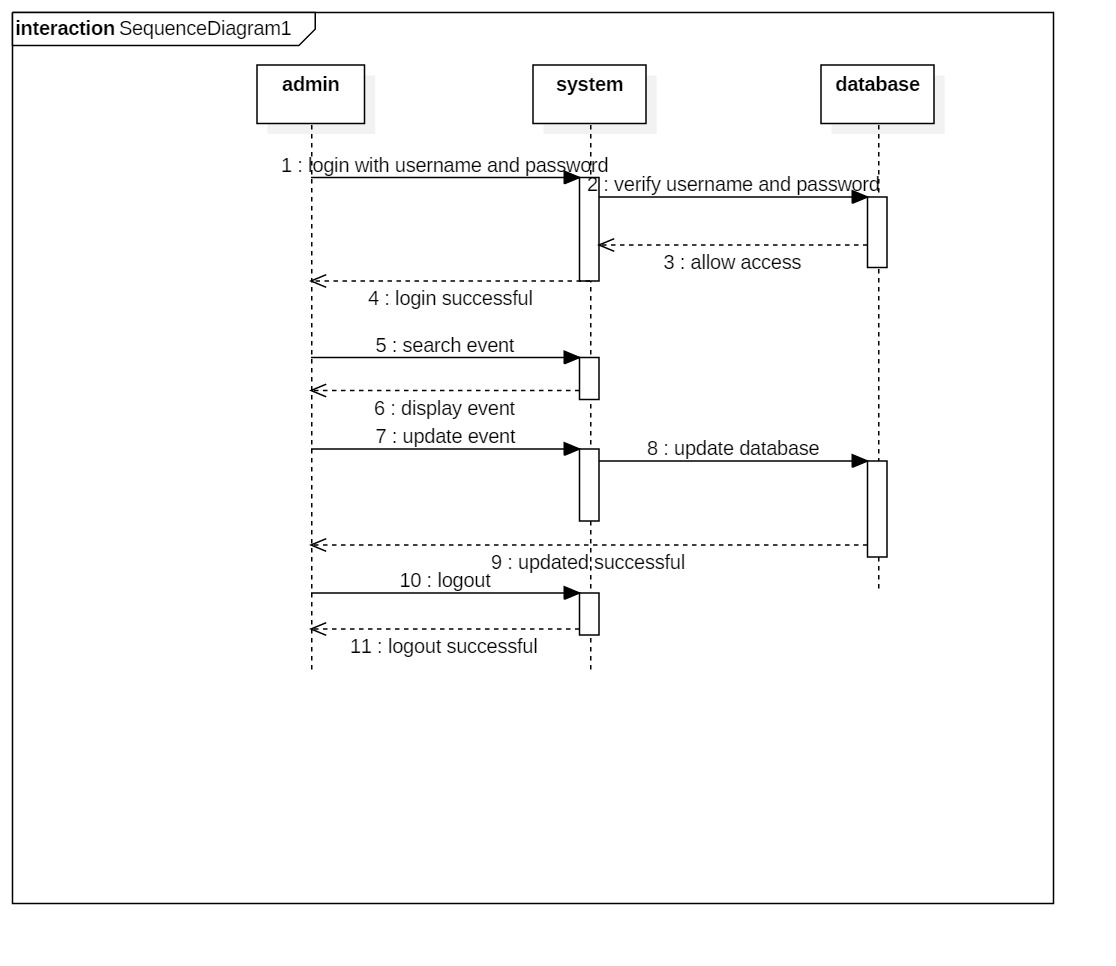 interaction SequenceDiagram1
admin
system
database
1 : login with username and password
2 : verify username and password
3 : allow access
4 : login successful
5 : search event
6 : display event
7 : update event
8 : update database
9 : updated successful
10 : logout
11 : logout successful